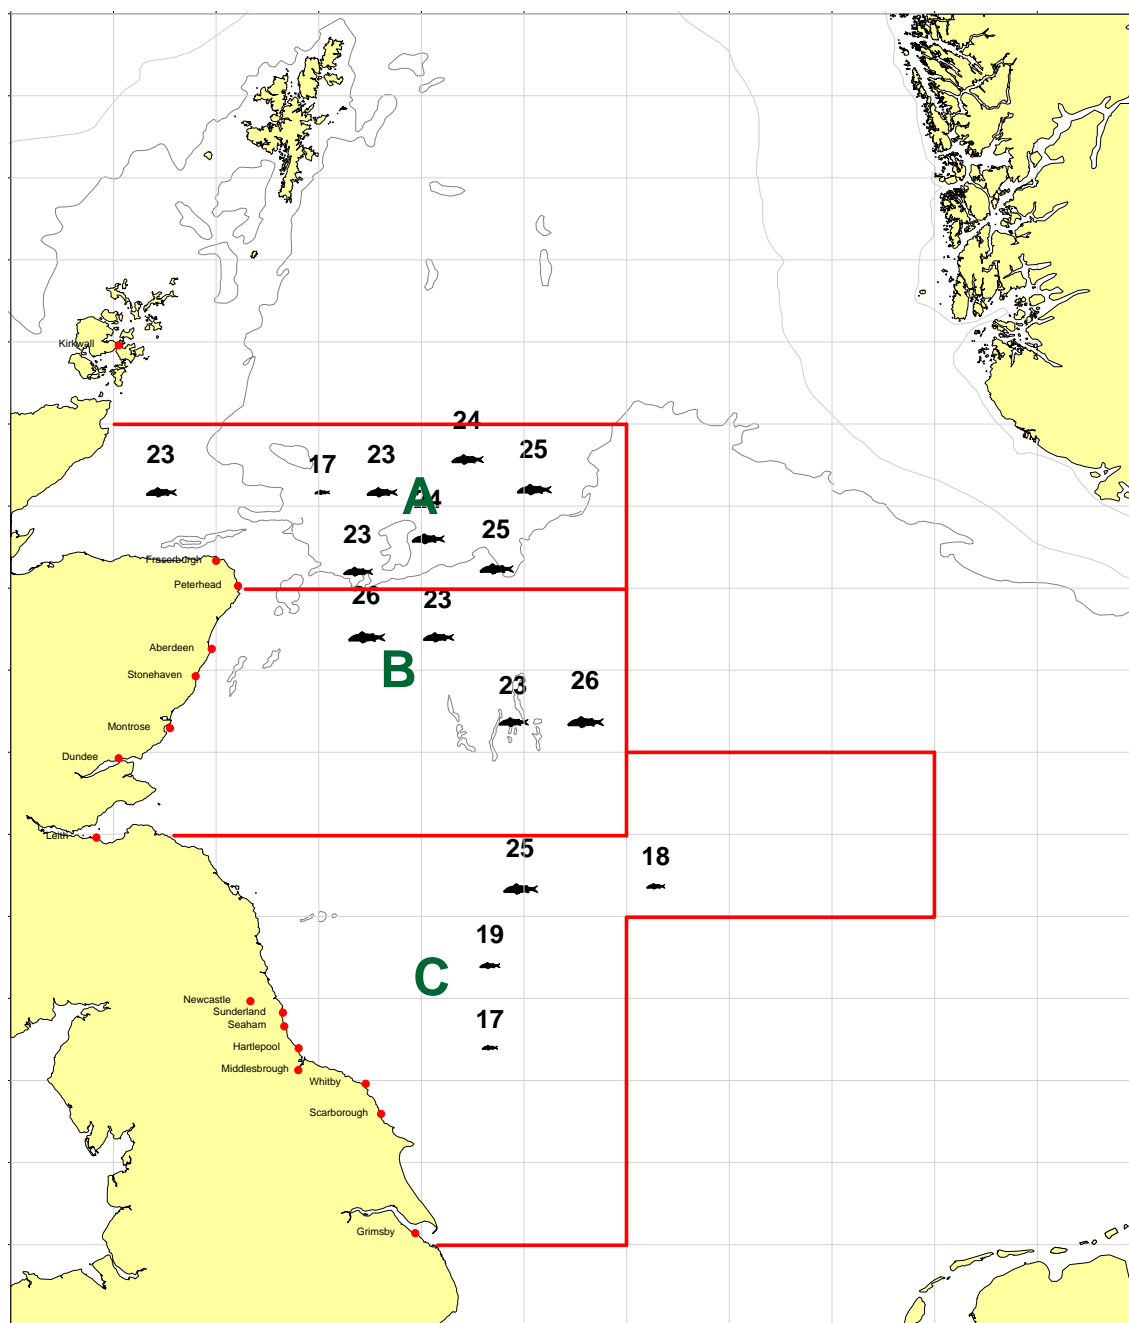 Kirkwall
24
23
17
23
25
A
24
23
25
Fraserburgh
Peterhead
26
23
Aberdeen
B
Stonehaven
23
26
Montrose
Dundee
Leith
25
18
19
C
Newcastle
Sunderland
Seaham
17
Hartlepool
Middlesbrough
Whitby
Scarborough
Grimsby